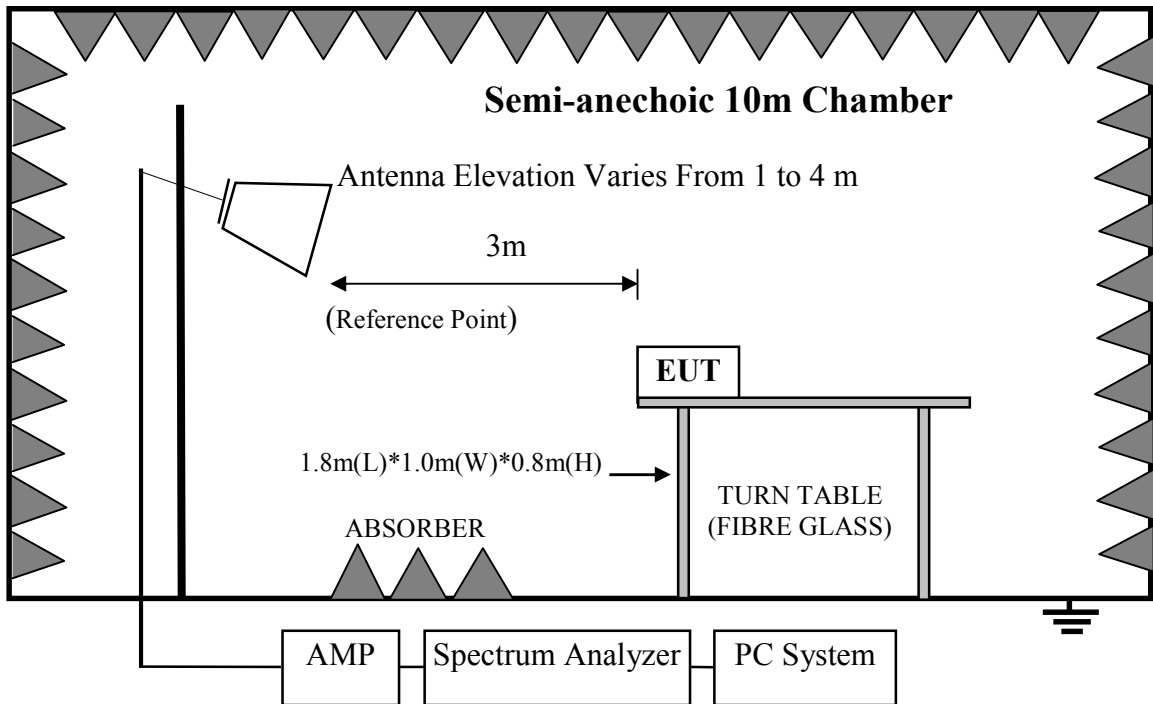 Semi-anechoic 10m Chamber
Antenna Elevation Varies From 1 to 4 m
3m
(Reference Point)
EUT
1.8m(L)*1.0m(W)*0.8m(H)
TURN TABLE
(FIBRE GLASS)
ABSORBER
AMP
Spectrum Analyzer
PC System